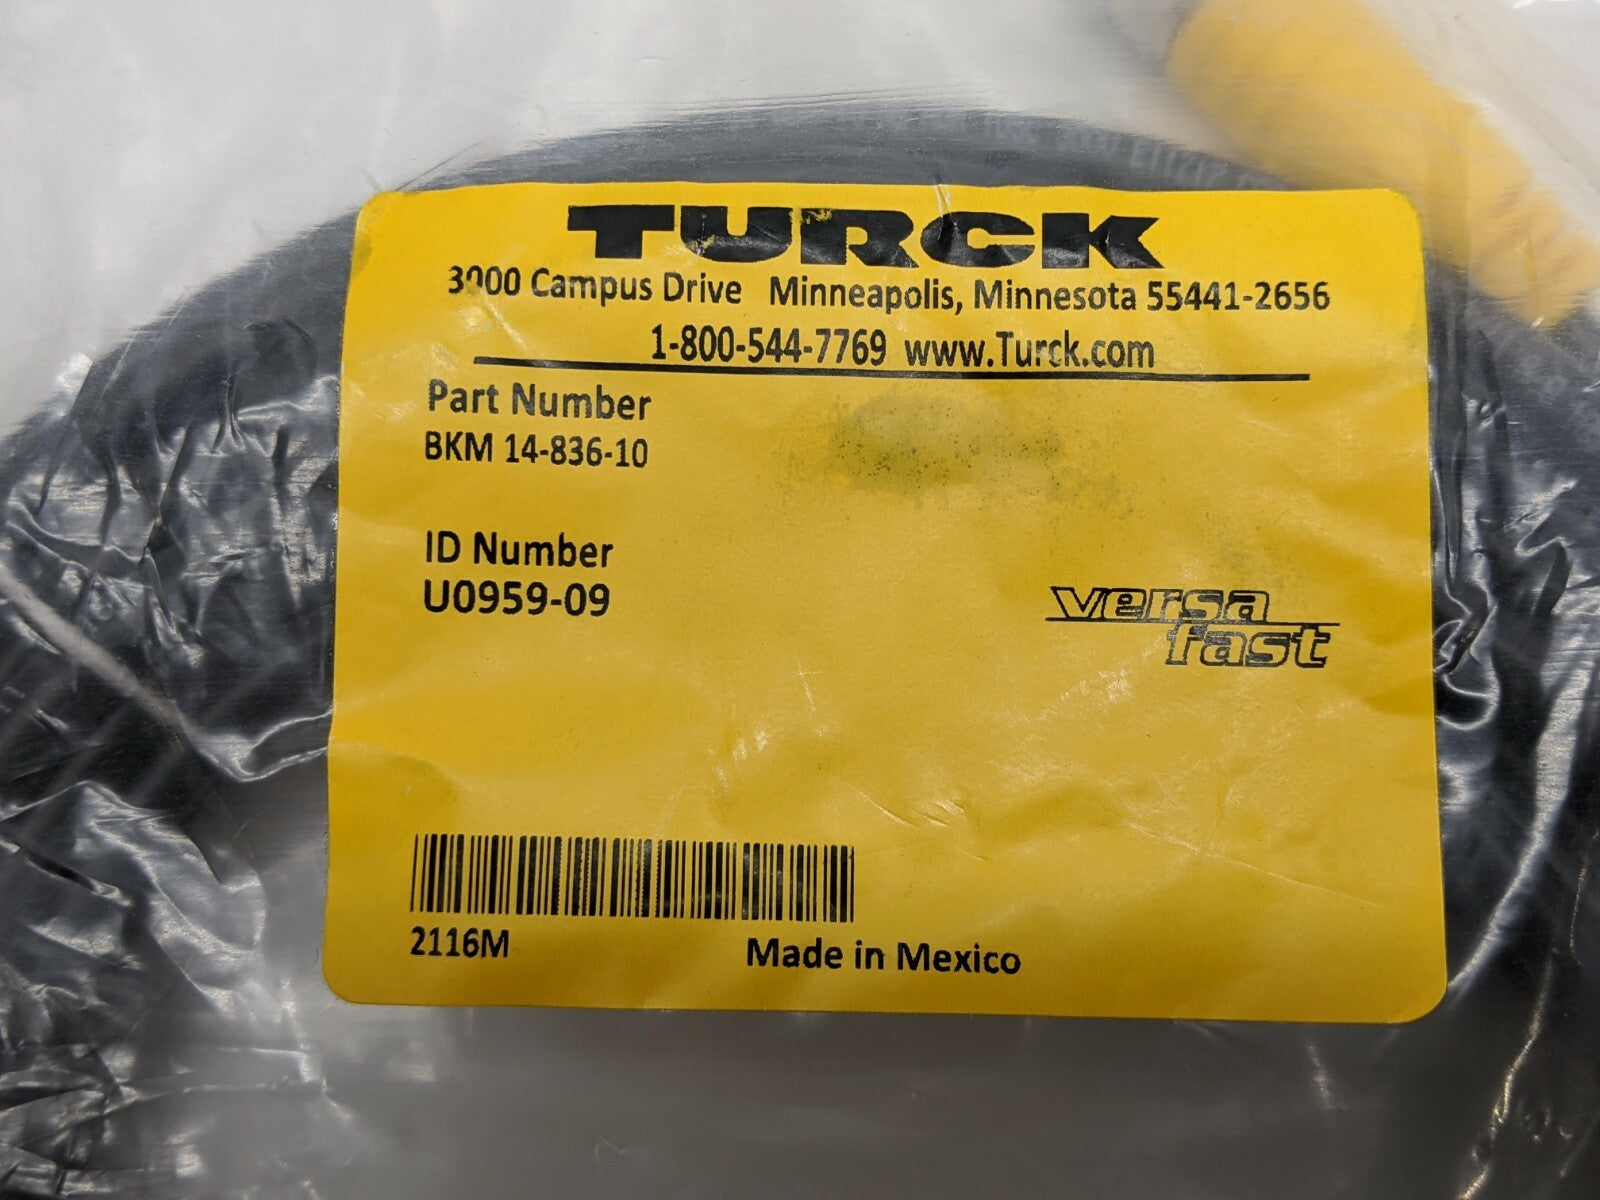 TURCK
3000 Campus Drive Minneapolis, Minnesota 55441-2656
1-800-544-7769 www.Turck.com
Part Number
BKM 14-836-10
ID Number
U0959-09
versa
fast
2116M
Made in Mexico